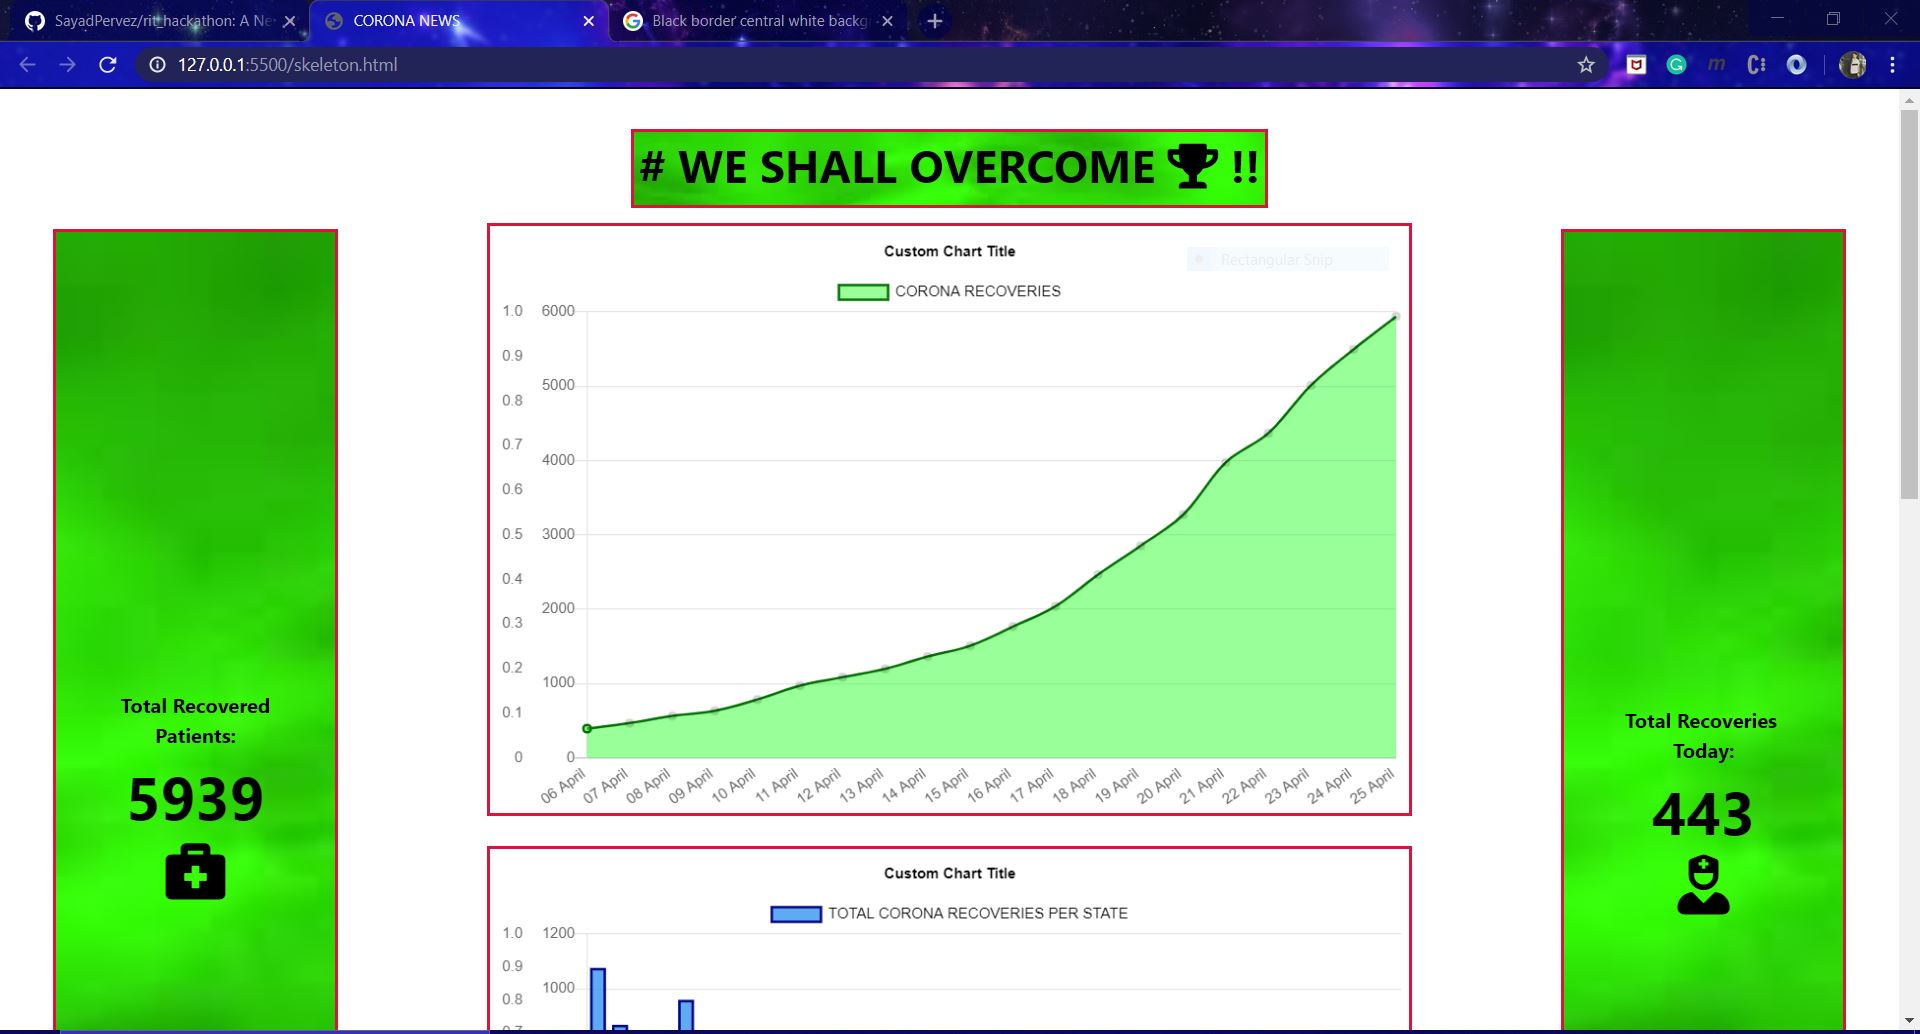 SayadPervez/rit_hackathon: A Ne
CORONA NEWS
Black border central white backg
127.0.0.1:5500/skeleton.html
# WE SHALL OVERCOME !!
Custom Chart Title
Rectangular Snip
CORONA RECOVERIES
1.0 6000
0.9
5000
0.8
0.7
4000
0.6
0.5 3000
0.4
2000
0.3
0.2
1000
0.1
0 0
06 April 07 April 08 April 09 April 10 April 11 April 12 April 13 April 14 April 15 April 16 April 17 April 18 April 19 April 20 April 21 April 22 April 23 April 24 April 25 April
Total Recovered
Patients:
5939
Total Recoveries
Today:
443
Custom Chart Title
TOTAL CORONA RECOVERIES PER STATE
1.0 1200
0.9
1000
0.8
0.7